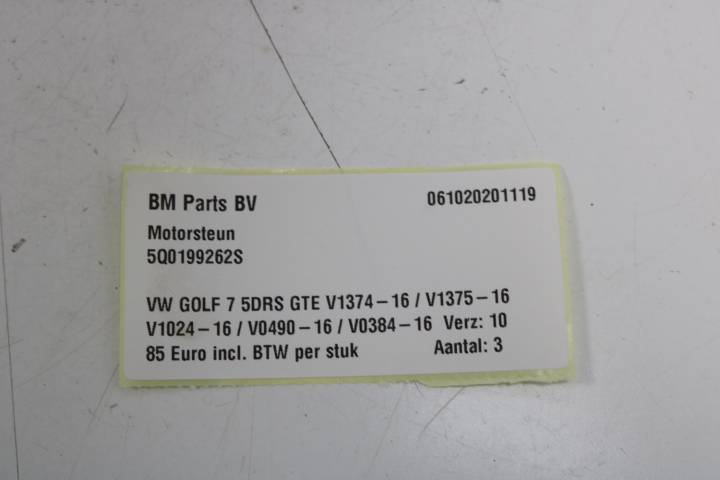 BM Parts BV 061020201119
Motorsteun
5Q0199262S
VW GOLF 7 5DRS GTE V1374-16 / V1375-16
V1024-16 / V0490-16 / V0384-16 Verz: 10
85 Euro incl. BTW per stuk Aantal: 3